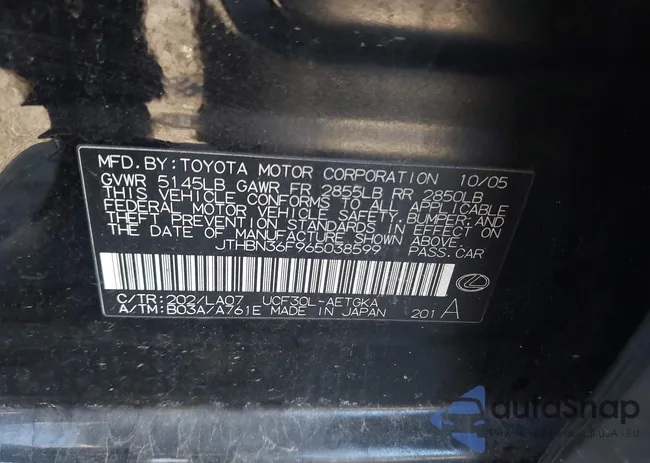 MFD. BY: TOYOTA MOTOR CORPORATION 10/05
GVWR 5145LB GAWR FR 2855LB RR 2850LB
THIS VEHICLE CONFORMS TO ALL APPLICABLE
FEDERAL MOTOR VEHICLE SAFETY, BUMPER, AND
THEFT PREVENTION STANDARDS IN EFFECT ON
THE DATE OF MANUFACTURE SHOWN ABOVE.
JTHBN36F965038599 PASS. CAR
C/TR: 202/LA07 UCF30L-AETGKA
A/TM: B03A/A761E MADE IN JAPAN 201 A
autoSnap